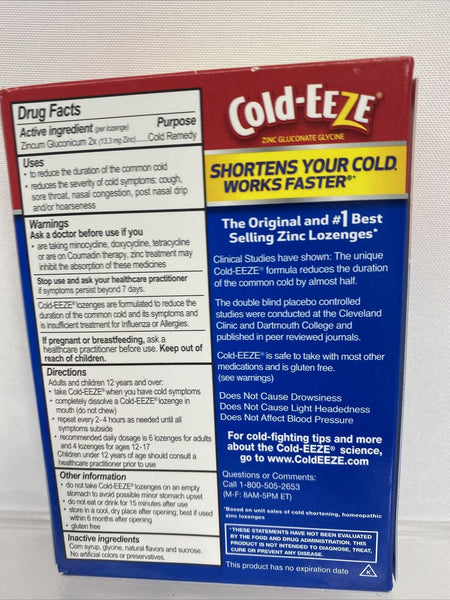 Drug Facts
Active ingredient (per lozenge) Purpose
Zincum Gluconicum 2x (13.3 mg Zinc).....Cold Remedy
Uses
• to reduce the duration of the common cold
• reduces the severity of cold symptoms: cough,
sore throat, nasal congestion, post nasal drip
and/or hoarseness
Warnings
Ask a doctor before use if you
• are taking minocycline, doxycycline, tetracycline
or are on Coumadin therapy, zinc treatment may
inhibit the absorption of these medicines
Stop use and ask your healthcare practitioner
if symptoms persist beyond 7 days.
Cold-EEZE® lozenges are formulated to reduce the
duration of the common cold and its symptoms and
is insufficient treatment for Influenza or Allergies.
If pregnant or breastfeeding, ask a
healthcare practitioner before use. Keep out of
reach of children.
Directions
Adults and children 12 years and over:
• take Cold-EEZE® when you have cold symptoms
• completely dissolve a Cold-EEZE® lozenge in
mouth (do not chew)
• repeat every 2-4 hours as needed until all
symptoms subside
• recommended daily dosage is 6 lozenges for adults
and 4 lozenges for ages 12-17
Children under 12 years of age should consult a
healthcare practitioner prior to use
Other information
• do not take Cold-EEZE® lozenges on an empty
stomach to avoid possible minor stomach upset
• do not eat or drink for 15 minutes after use
• store in a cool, dry place after opening; best if used
within 6 months after opening
• gluten free
Inactive ingredients
Corn syrup, glycine, natural flavors and sucrose.
No artificial colors or preservatives.
Cold-EEZE®
ZINC GLUCONATE GLYCINE
SHORTENS YOUR COLD.
WORKS FASTER®*
The Original and #1 Best
Selling Zinc Lozenges*
Clinical Studies have shown: The unique
Cold-EEZE® formula reduces the duration
of the common cold by almost half.
The double blind placebo controlled
studies were conducted at the Cleveland
Clinic and Dartmouth College and
published in peer reviewed journals.
Cold-EEZE® is safe to take with most other
medications and is gluten free.
(see warnings)
Does Not Cause Drowsiness
Does Not Cause Light Headedness
Does Not Affect Blood Pressure
For cold-fighting tips and more
about the Cold-EEZE® science,
go to www.ColdEEZE.com
Questions or Comments:
Call 1-800-505-2653
(M-F: 8AM-5PM ET)
*Based on unit sales of cold shortening, homeopathic
zinc lozenges
*THESE STATEMENTS HAVE NOT BEEN EVALUATED
BY THE FOOD AND DRUG ADMINISTRATION. THIS
PRODUCT IS NOT INTENDED TO DIAGNOSE, TREAT,
CURE OR PREVENT ANY DISEASE.
This product has no expiration date
K